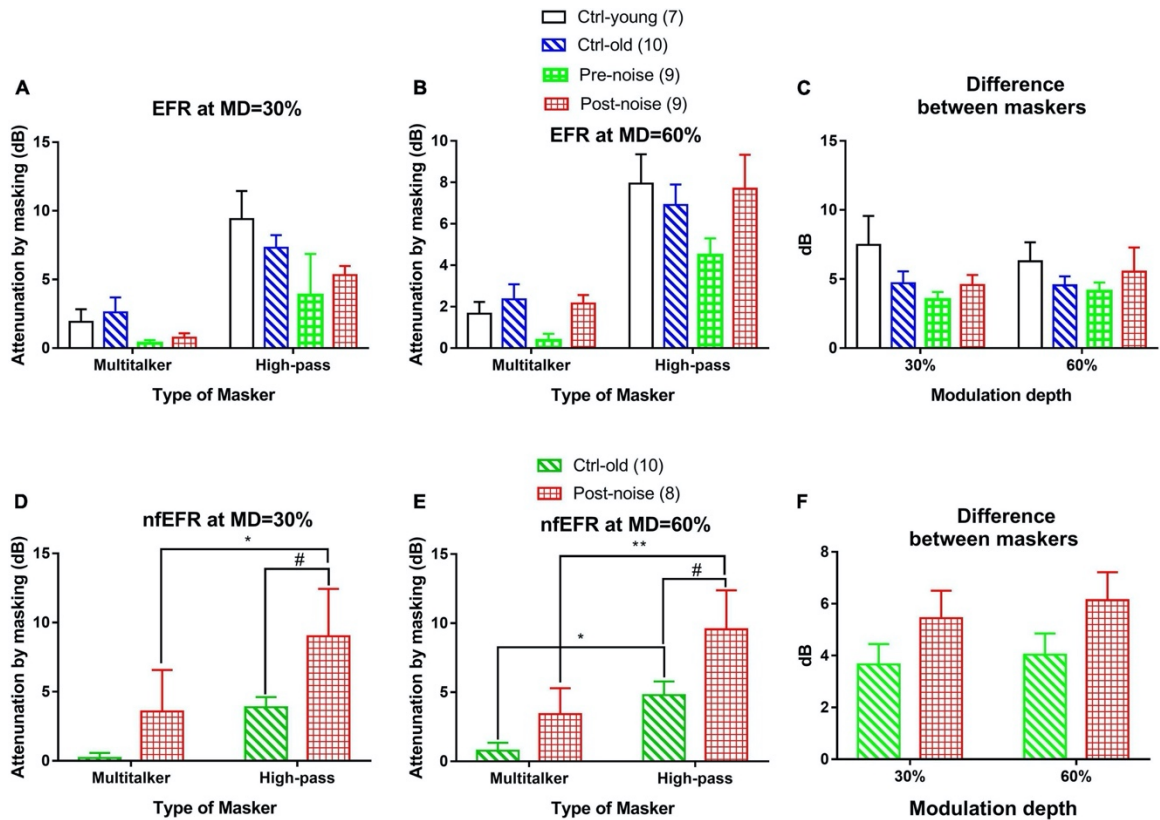 Ctrl-young (7)
Ctrl-old (10)
Pre-noise (9)
Post-noise (9)
A
EFR at MD=30%
Attenunation by masking (dB)
15
10
5
0
Multitalker
High-pass
Type of Masker
B
EFR at MD=60%
Attenunation by masking (dB)
10
8
6
4
2
0
Multitalker
High-pass
Type of Masker
C
Difference
between maskers
dB
15
10
5
0
30%
60%
Modulation depth
Ctrl-old (10)
Post-noise (8)
D
nfEFR at MD=30%
Attenunation by masking (dB)
15
10
5
0
*
#
Multitalker
High-pass
Type of Masker
E
nfEFR at MD=60%
Attenunation by masking (dB)
15
10
5
0
**
#
*
Multitalker
High-pass
Type of Masker
F
Difference
between maskers
dB
8
6
4
2
0
30%
60%
Modulation depth